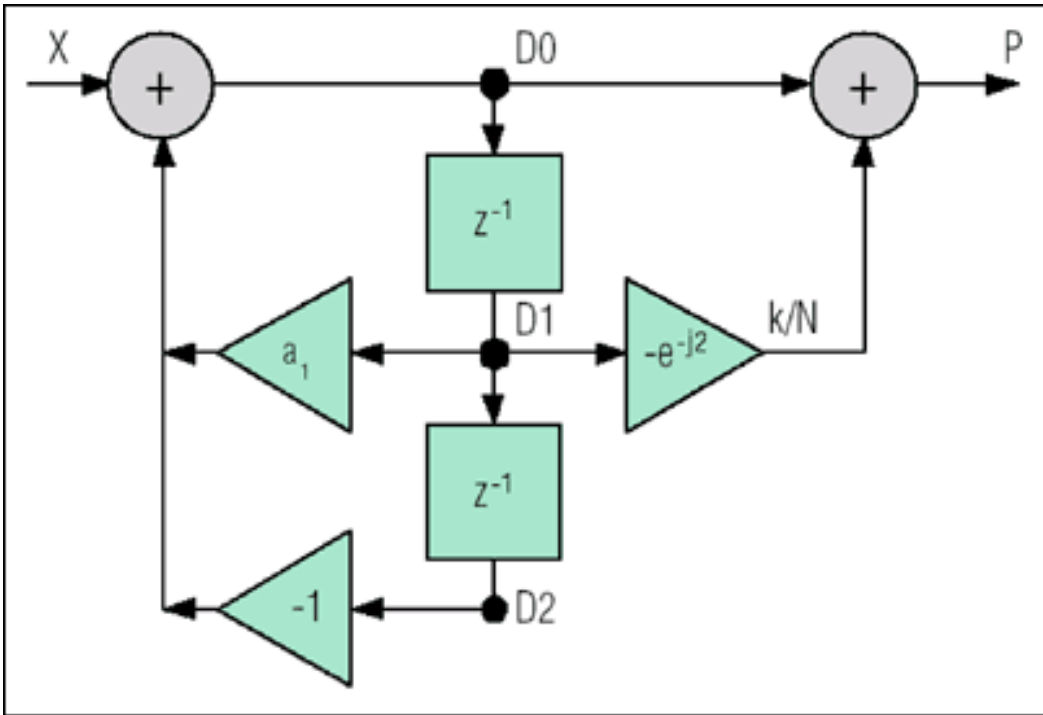 X
D0
P
+
+
z⁻¹
D1
k/N
a₁
-e⁻ʲ²
z⁻¹
-1
D2